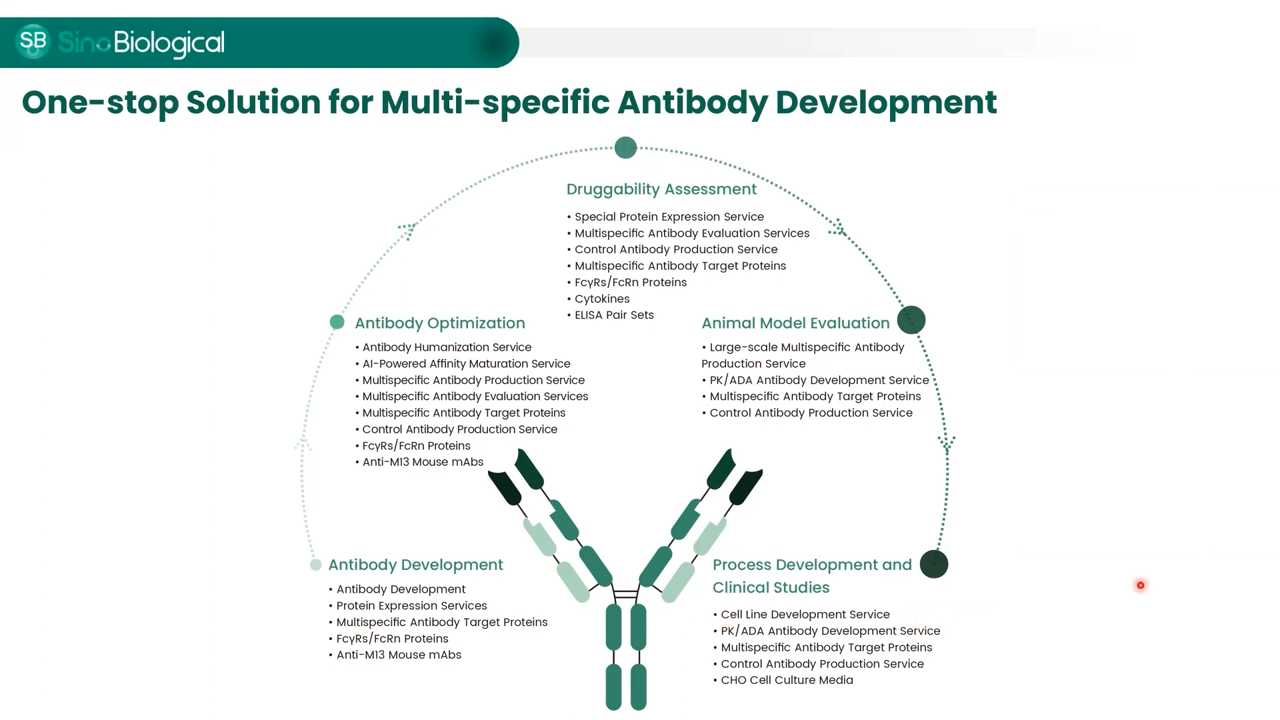 SB SinoBiological
One-stop Solution for Multi-specific Antibody Development
Druggability Assessment
• Special Protein Expression Service
• Multispecific Antibody Evaluation Services
• Control Antibody Production Service
• Multispecific Antibody Target Proteins
• FcγRs/FcRn Proteins
• Cytokines
• ELISA Pair Sets
Antibody Optimization
• Antibody Humanization Service
• AI-Powered Affinity Maturation Service
• Multispecific Antibody Production Service
• Multispecific Antibody Evaluation Services
• Multispecific Antibody Target Proteins
• Control Antibody Production Service
• FcγRs/FcRn Proteins
• Anti-M13 Mouse mAbs
Animal Model Evaluation
• Large-scale Multispecific Antibody
Production Service
• PK/ADA Antibody Development Service
• Multispecific Antibody Target Proteins
• Control Antibody Production Service
Antibody Development
• Antibody Development
• Protein Expression Services
• Multispecific Antibody Target Proteins
• FcγRs/FcRn Proteins
• Anti-M13 Mouse mAbs
Process Development and
Clinical Studies
• Cell Line Development Service
• PK/ADA Antibody Development Service
• Multispecific Antibody Target Proteins
• Control Antibody Production Service
• CHO Cell Culture Media